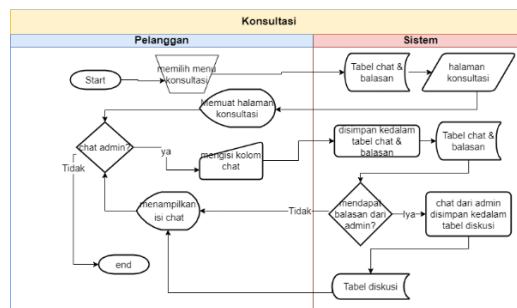 Konsultasi
Pelanggan
Sistem
Start
memilih menu
konsultasi
Tabel chat &
balasan
halaman
konsultasi
Memuat halaman
konsultasi
chat admin?
ya
Tidak
mengisi kolom
chat
disimpan kedalam
tabel chat &
balasan
Tabel chat &
balasan
menampilkan
isi chat
Tidak
mendapat
balasan dari
admin?
Iya
chat dari admin
disimpan kedalam
tabel diskusi
end
Tabel diskusi